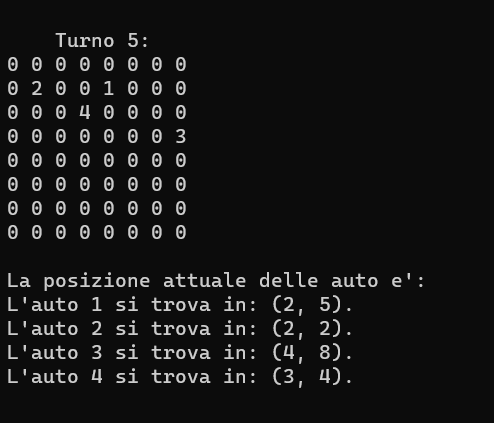 Turno 5:
0 0 0 0 0 0 0 0
0 2 0 0 1 0 0 0
0 0 0 4 0 0 0 0
0 0 0 0 0 0 0 3
0 0 0 0 0 0 0 0
0 0 0 0 0 0 0 0
0 0 0 0 0 0 0 0
0 0 0 0 0 0 0 0
La posizione attuale delle auto e':
L'auto 1 si trova in: (2, 5).
L'auto 2 si trova in: (2, 2).
L'auto 3 si trova in: (4, 8).
L'auto 4 si trova in: (3, 4).